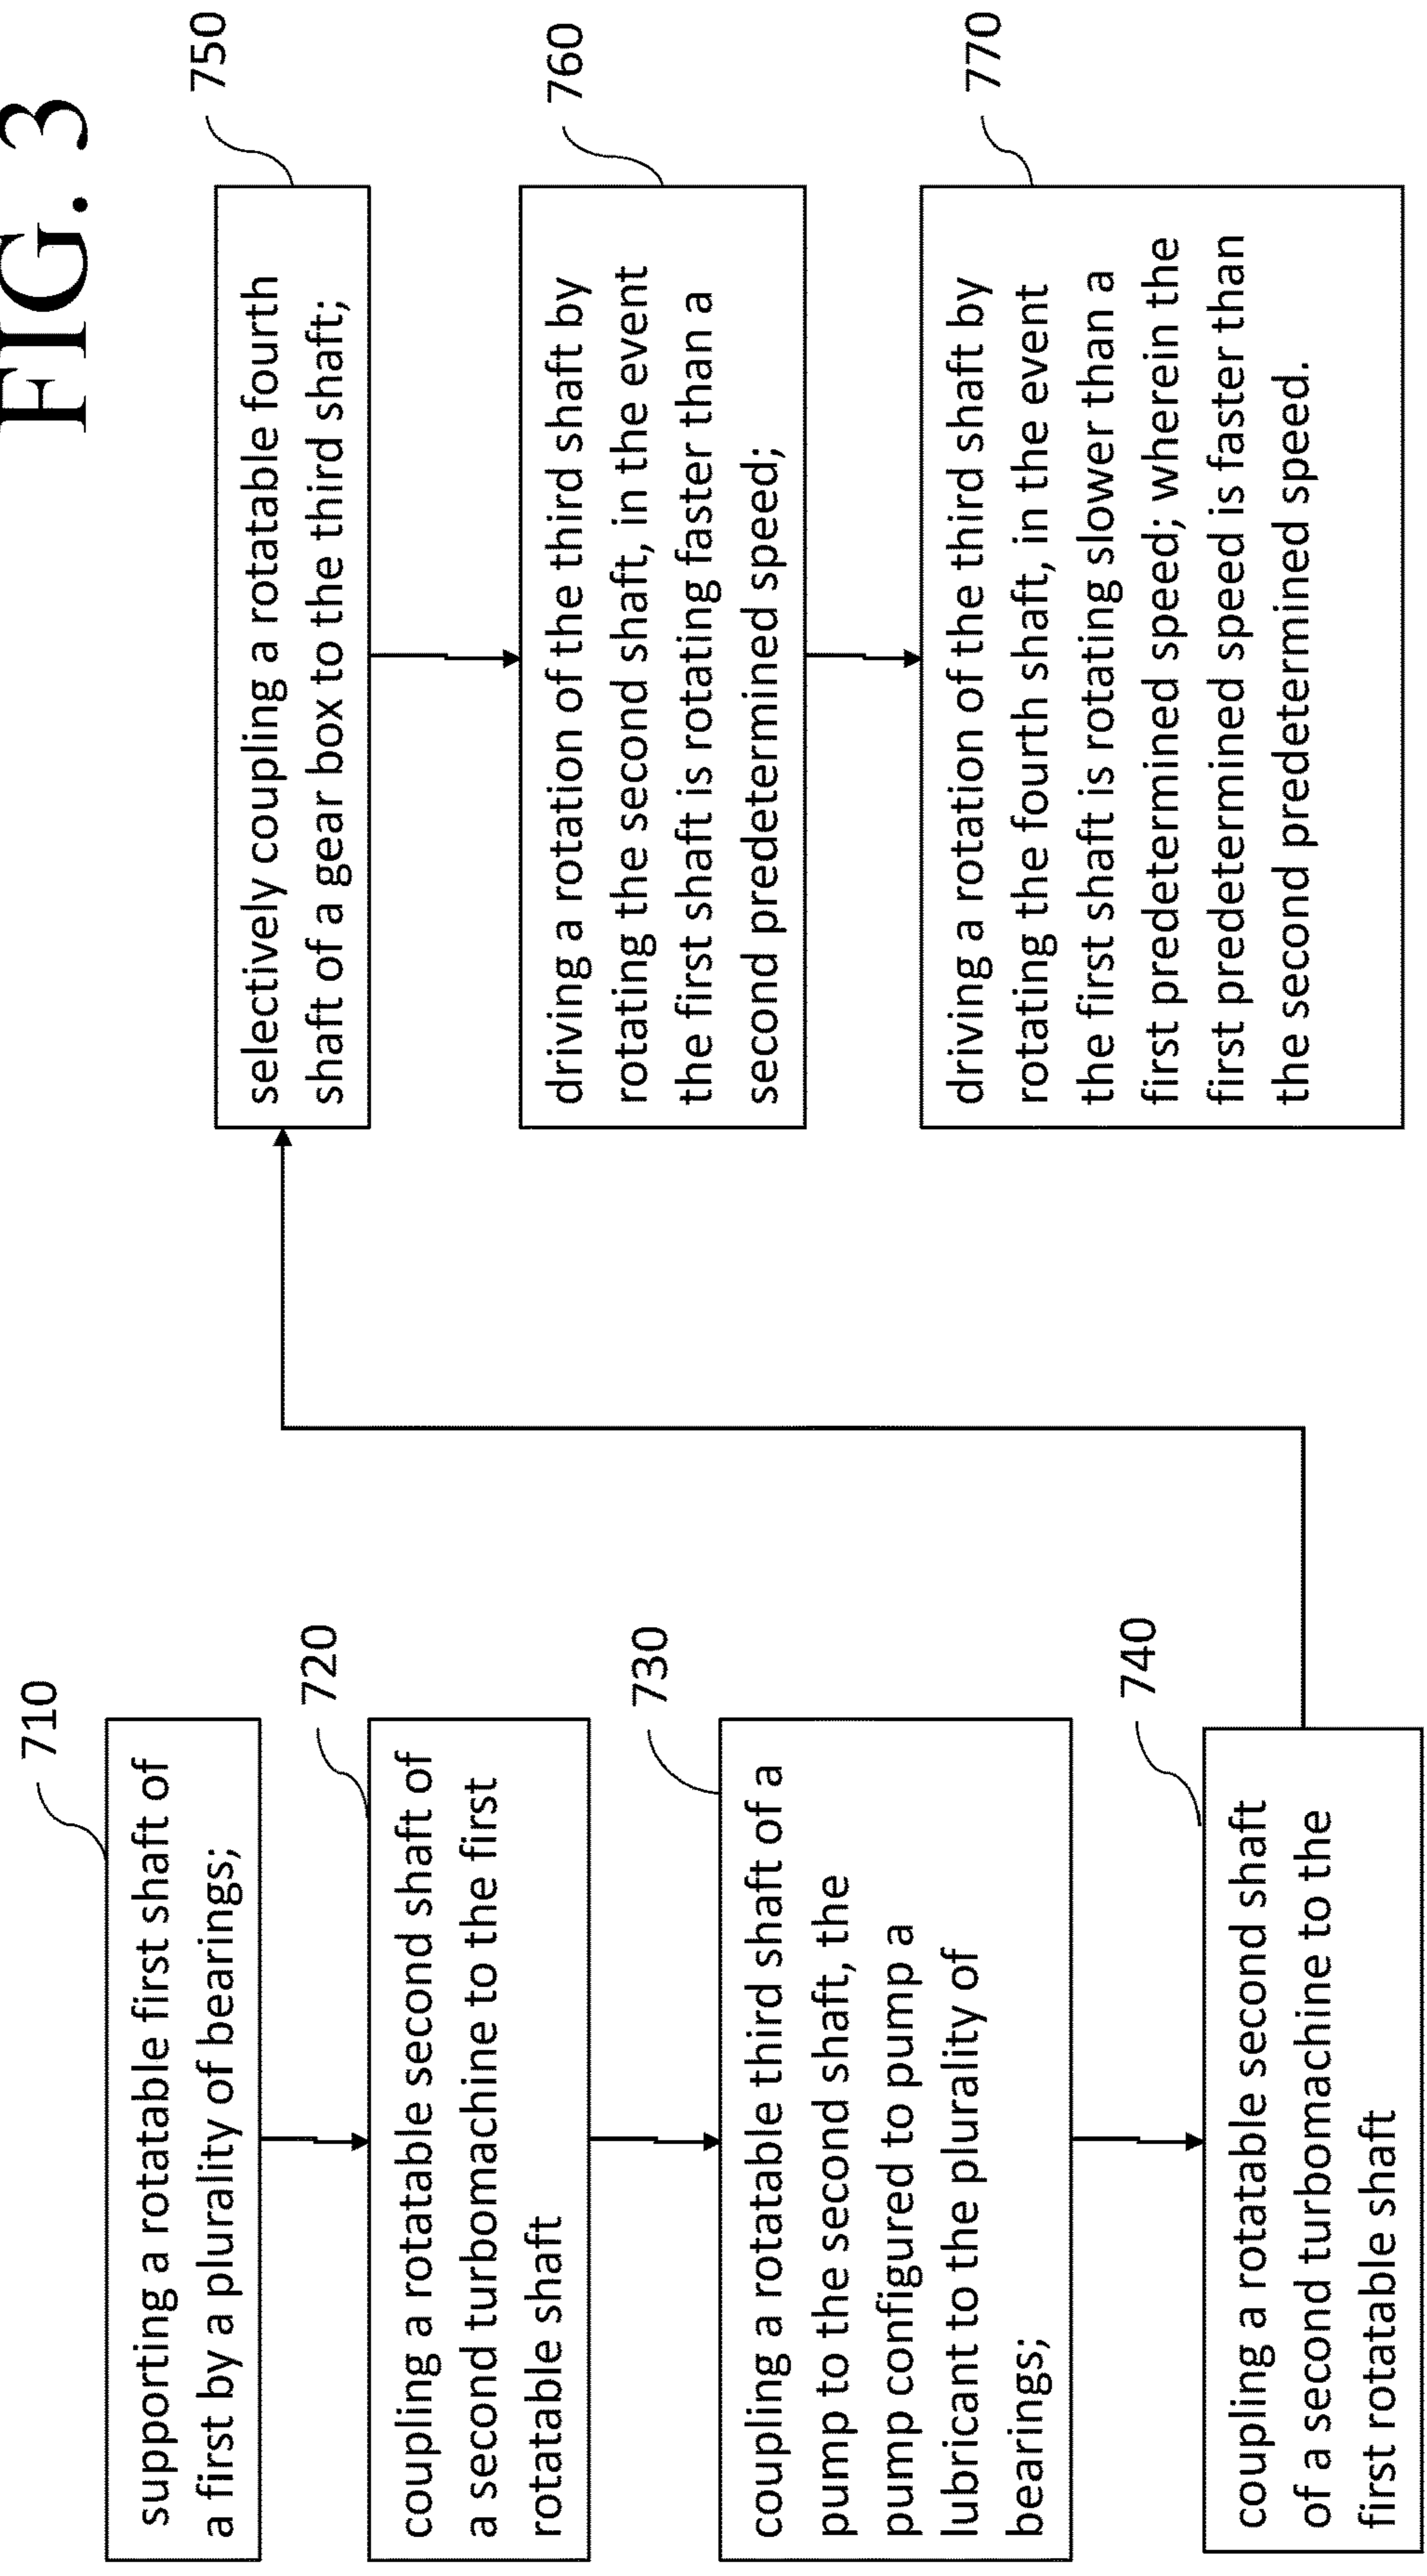 FIG. 3
710
supporting a rotatable first shaft of
a first by a plurality of bearings;
720
coupling a rotatable second shaft of
a second turbomachine to the first
rotatable shaft
730
coupling a rotatable third shaft of a
pump to the second shaft, the
pump configured to pump a
lubricant to the plurality of
bearings;
740
coupling a rotatable second shaft
of a second turbomachine to the
first rotatable shaft
750
selectively coupling a rotatable fourth
shaft of a gear box to the third shaft;
760
driving a rotation of the third shaft by
rotating the second shaft, in the event
the first shaft is rotating faster than a
second predetermined speed;
770
driving a rotation of the third shaft by
rotating the fourth shaft, in the event
the first shaft is rotating slower than a
first predetermined speed; wherein the
first predetermined speed is faster than
the second predetermined speed.